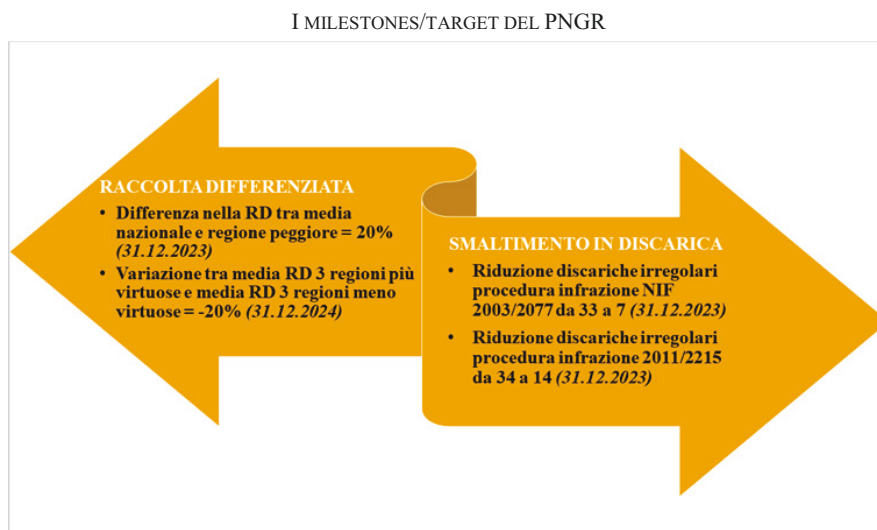 I MILESTONES/TARGET DEL PNGR
RACCOLTA DIFFERENZIATA
• Differenza nella RD tra media
nazionale e regione peggiore = 20%
(31.12.2023)
• Variazione tra media RD 3 regioni più
virtuose e media RD 3 regioni meno
virtuose = -20% (31.12.2024)
SMALTIMENTO IN DISCARICA
• Riduzione discariche irregolari
procedura infrazione NIF
2003/2077 da 33 a 7 (31.12.2023)
• Riduzione discariche irregolari
procedura infrazione 2011/2215
da 34 a 14 (31.12.2023)